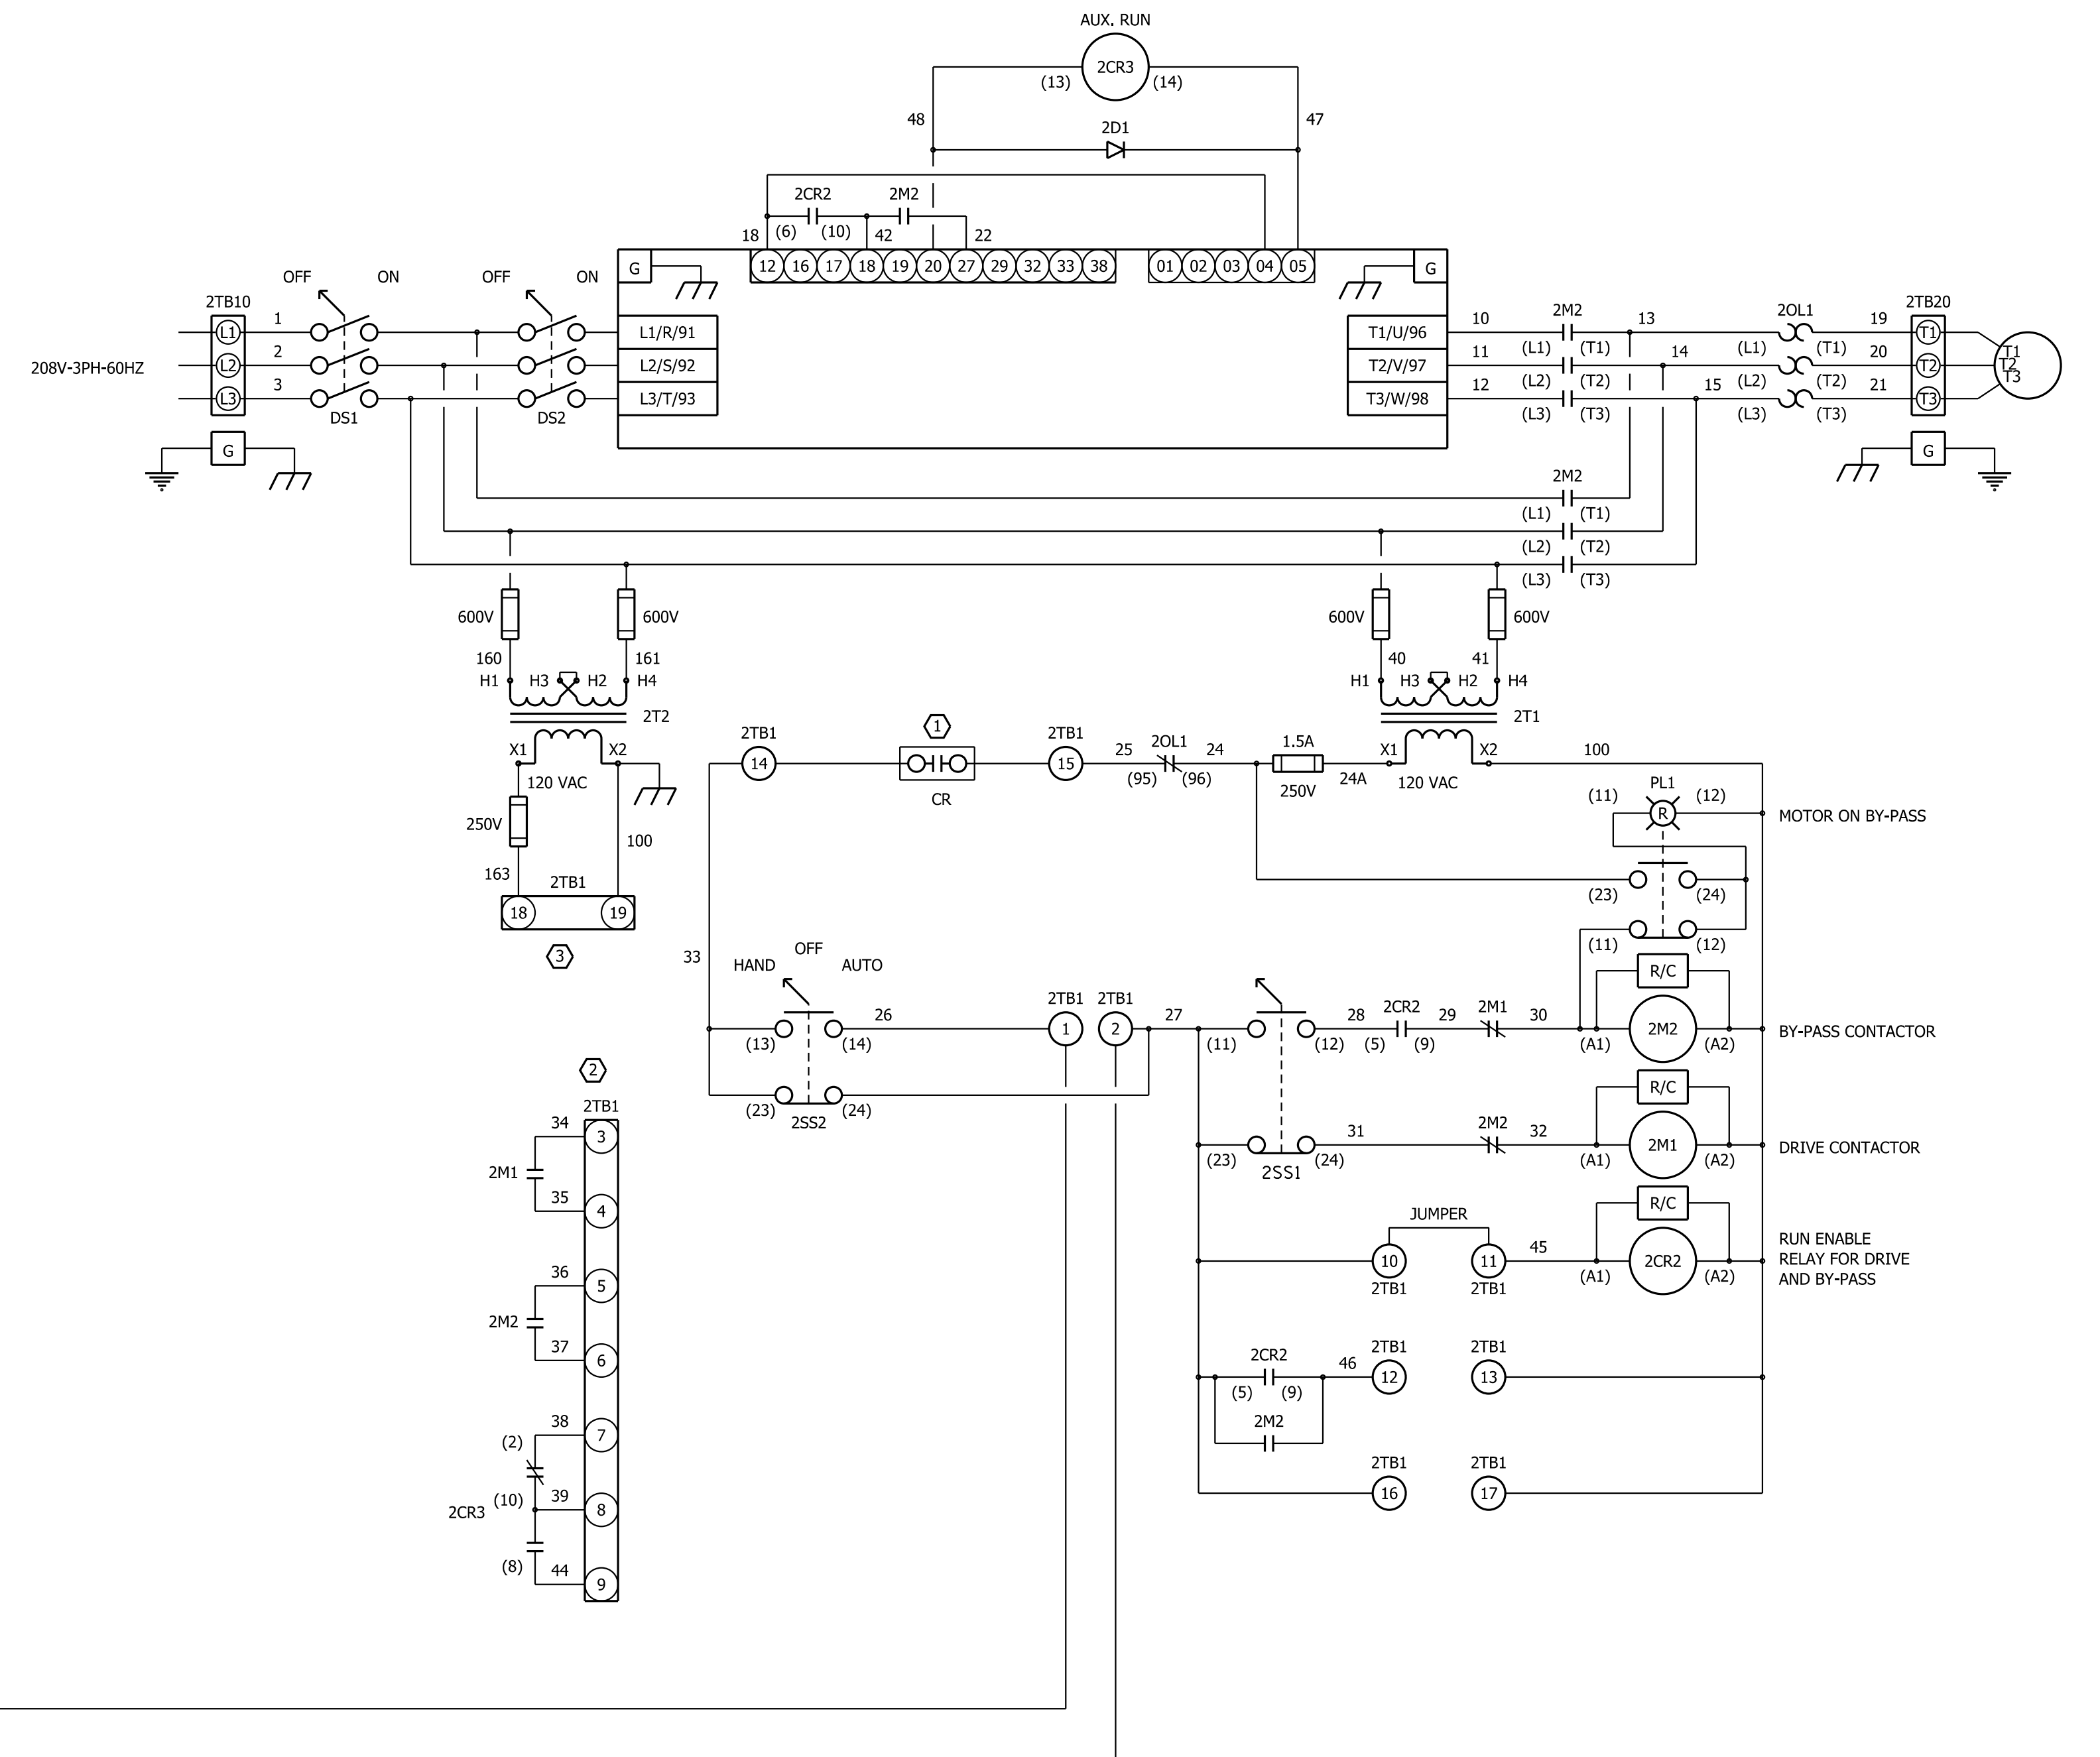 AUX. RUN
2CR3
(13) (14)
48 47
2D1
2CR2 2M2
18 (6) (10) 42 22
G 12 16 17 18 19 20 27 29 32 33 38 01 02 03 04 05 G
OFF ON OFF ON
2TB10 2M2 2OL1 2TB20
L1 1 L1/R/91 T1/U/96 10 13 19 T1
(L1) (T1) (L1) (T1) T1
208V-3PH-60HZ L2 2 L2/S/92 T2/V/97 11 14 20 T2 T2
(L2) (T2) (L2) (T2) T3
L3 3 L3/T/93 T3/W/98 12 15 21 T3
DS1 DS2 (L3) (T3) (L3) (T3)
G G
2M2
(L1) (T1)
(L2) (T2)
(L3) (T3)
600V 600V 600V 600V
160 161 40 41
H1 H3 H2 H4 H1 H3 H2 H4
2T2 2T1
1
2TB1 2TB1 25 2OL1 24 1.5A X1 X2 100
X1 X2 14 15
(95) (96) 250V 24A 120 VAC
120 VAC CR
PL1
(11) (12)
R MOTOR ON BY-PASS
250V
100
163 2TB1
(23) (24)
18 19
(11) (12)
3
33 HAND OFF AUTO
R/C
26 2TB1 2TB1 27 28 2CR2 29 2M1 30
1 2 2M2 BY-PASS CONTACTOR
(13) (14) (11) (12) (5) (9) (A1) (A2)
2
R/C
2TB1 (23) (24)
2SS2
34 3 31 2M2 32 2M1 DRIVE CONTACTOR
(23) (24) (A1) (A2)
2M1 2SS1
35 4 R/C
JUMPER
RUN ENABLE
45
36 10 11 2CR2 RELAY FOR DRIVE
5 2TB1 2TB1 (A1) (A2) AND BY-PASS
2M2
37 6 2CR2 46 2TB1 2TB1
12 13
(5) (9)
38 7 2M2
(2)
2TB1 2TB1
16 17
(10) 39 8
2CR3
(8) 44 9